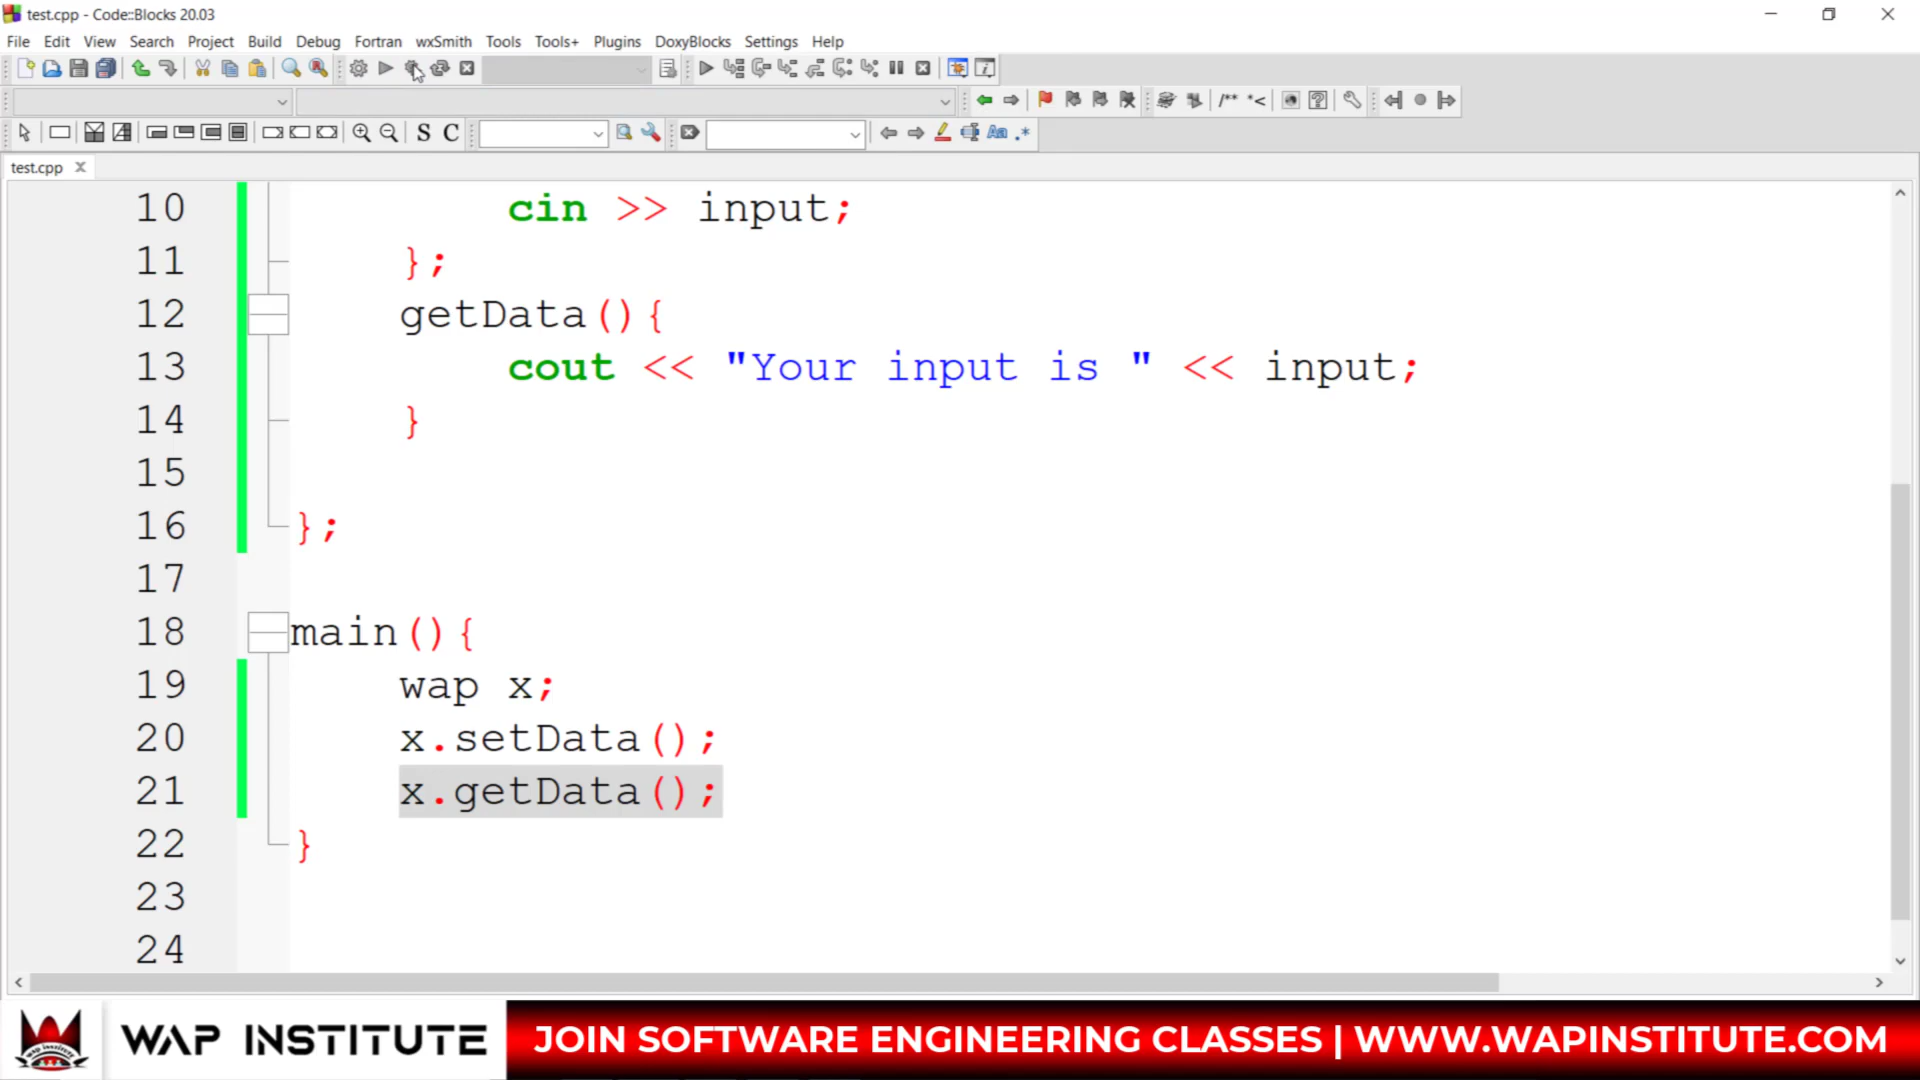 test.cpp - Code::Blocks 20.03
File Edit View Search Project Build Debug Fortran wxSmith Tools Tools+ Plugins DoxyBlocks Settings Help
/** *<
S C
Aa .*
test.cpp
10 cin >> input;
11 };
12 getData(){
13 cout << "Your input is " << input;
14 }
15
16 };
17
18 main(){
19 wap x;
20 x.setData();
21 x.getData();
22 }
23
24
wap institute
WAP INSTITUTE
JOIN SOFTWARE ENGINEERING CLASSES | WWW.WAPINSTITUTE.COM